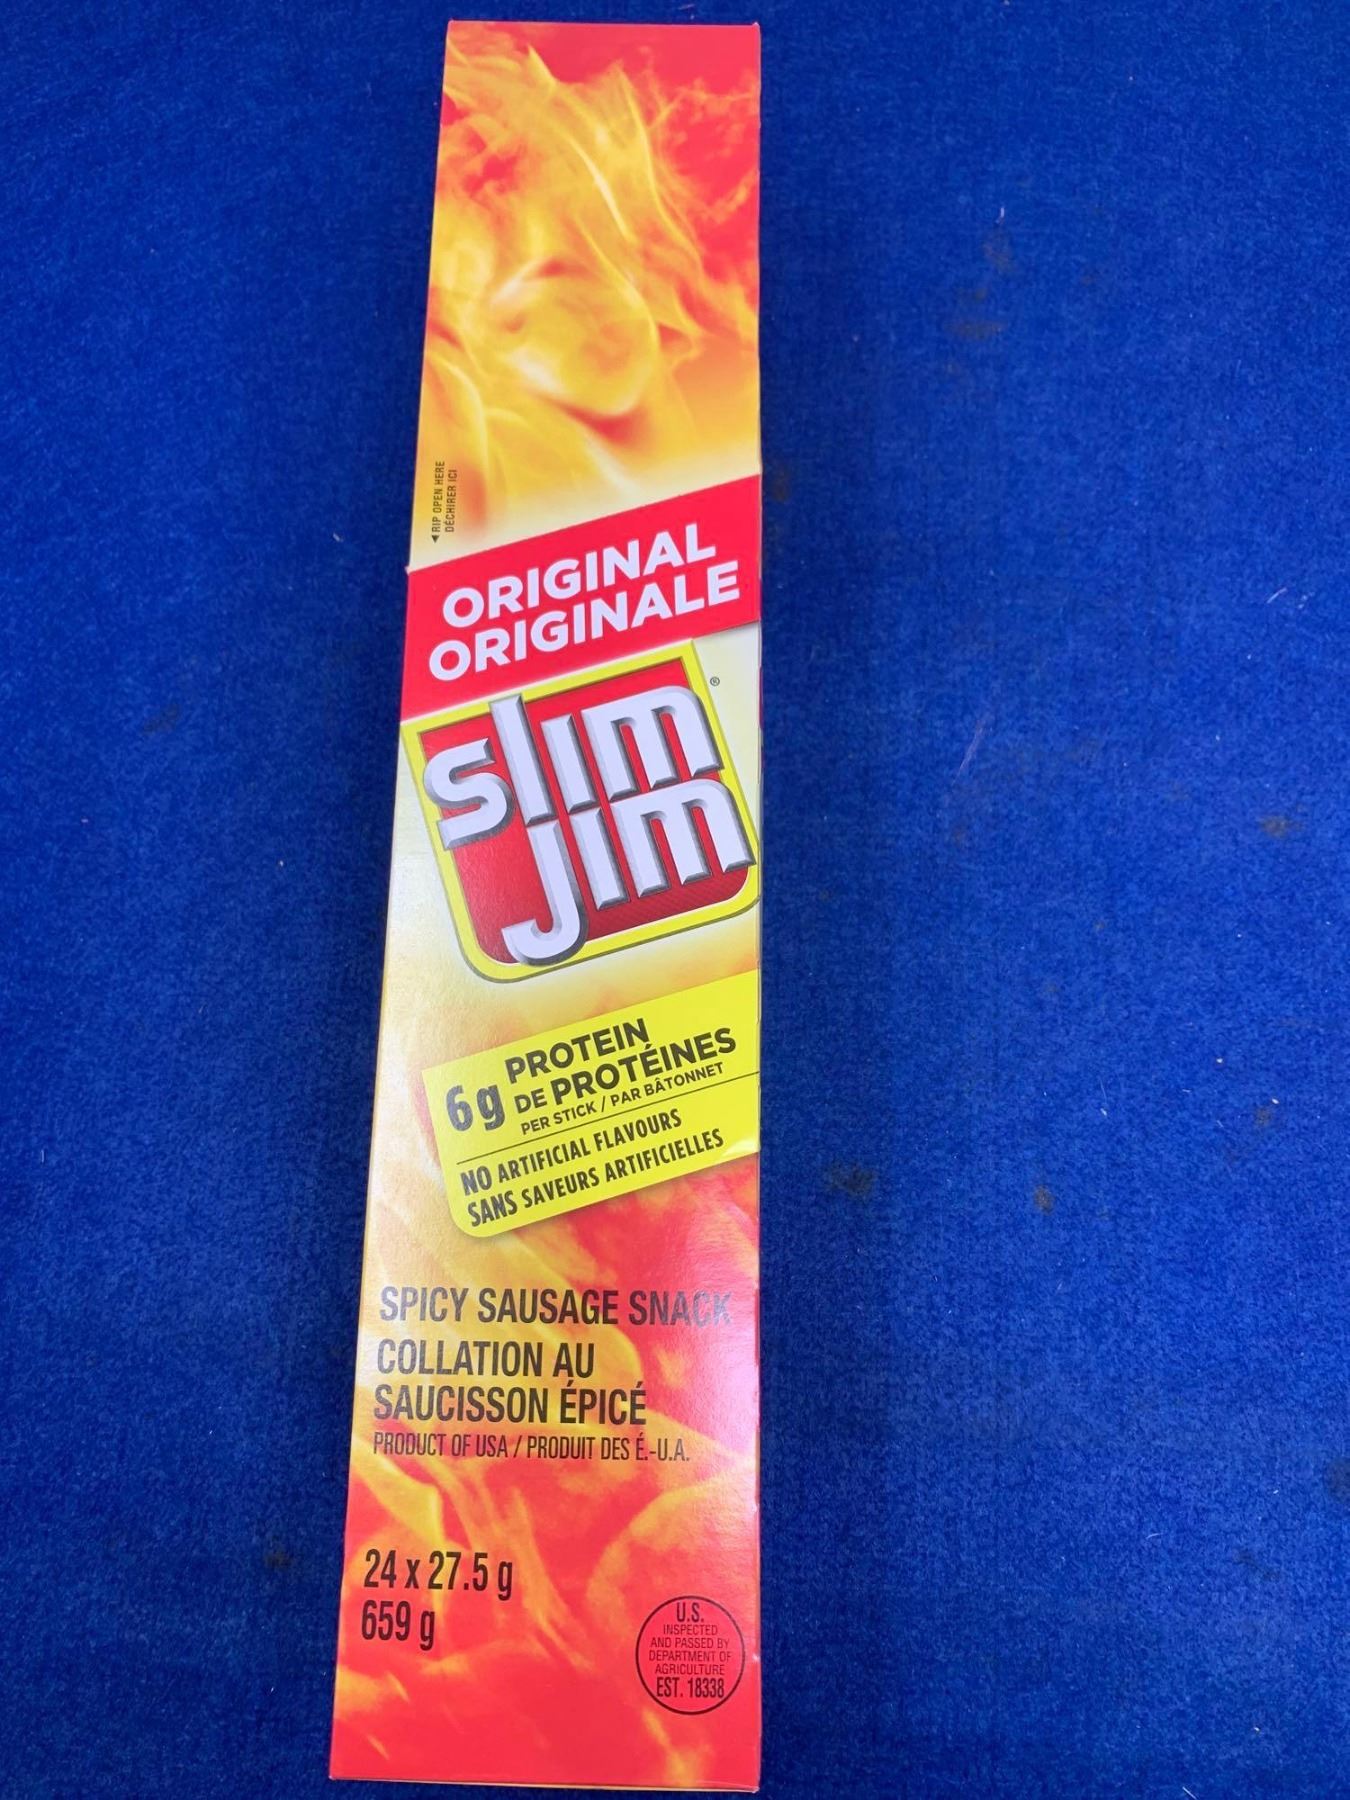 ◄RIP OPEN HERE
DÉCHIRER ICI
ORIGINAL
ORIGINALE
slim
jim
®
6g PROTEIN
DE PROTÉINES
PER STICK / PAR BÂTONNET
NO ARTIFICIAL FLAVOURS
SANS SAVEURS ARTIFICIELLES
SPICY SAUSAGE SNACK
COLLATION AU
SAUCISSON ÉPICÉ
PRODUCT OF USA / PRODUIT DES É.-U.A.
24 x 27.5 g
659 g
U.S.
INSPECTED
AND PASSED BY
DEPARTMENT OF
AGRICULTURE
EST. 18338